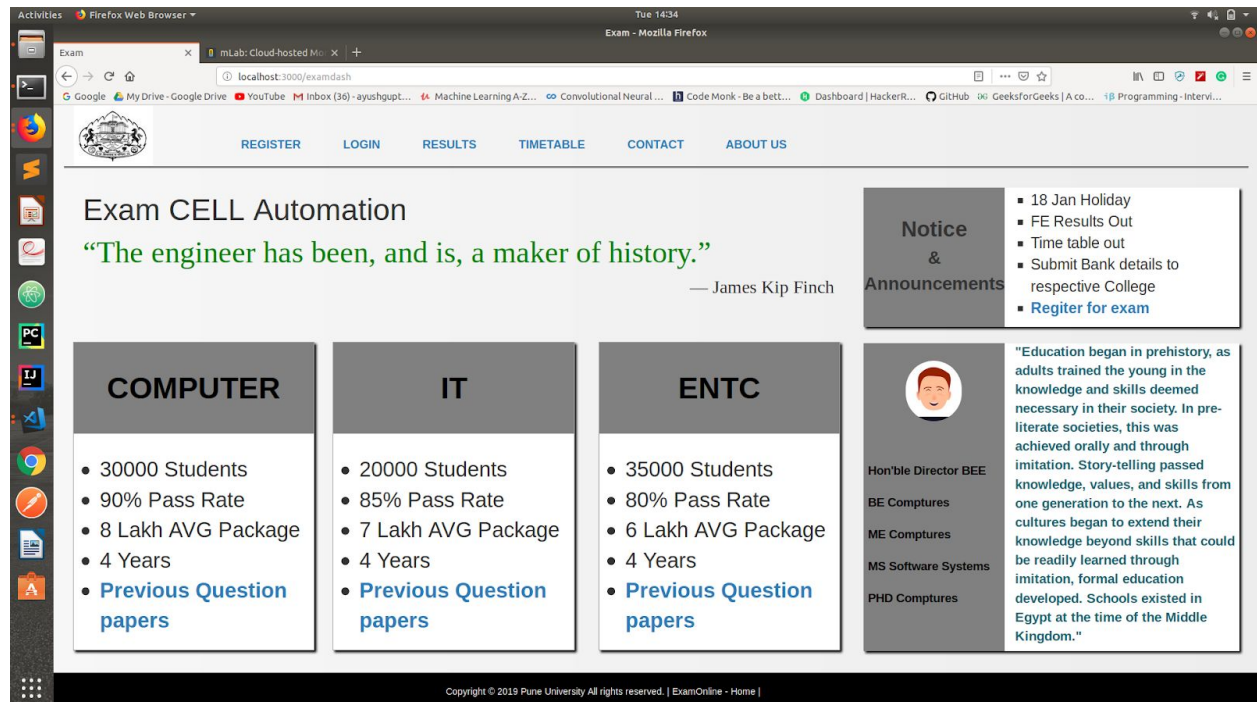 Activities Firefox Web Browser Tue 14:34
Exam - Mozilla Firefox
Exam mLab: Cloud-hosted Mo
localhost:3000/examdash
Google My Drive - Google Drive YouTube Inbox (36) - ayushgupt... Machine Learning A-Z... Convolutional Neural ... Code Monk - Be a bett... Dashboard | HackerR... GitHub GeeksforGeeks | A co... Programming - Intervi...
REGISTER LOGIN RESULTS TIMETABLE CONTACT ABOUT US
Exam CELL Automation
“The engineer has been, and is, a maker of history.”
— James Kip Finch
Notice
&
Announcements
18 Jan Holiday
FE Results Out
Time table out
Submit Bank details to
respective College
Regiter for exam
COMPUTER
30000 Students
90% Pass Rate
8 Lakh AVG Package
4 Years
Previous Question
papers
IT
20000 Students
85% Pass Rate
7 Lakh AVG Package
4 Years
Previous Question
papers
ENTC
35000 Students
80% Pass Rate
6 Lakh AVG Package
4 Years
Previous Question
papers
Hon'ble Director BEE
BE Comptures
ME Comptures
MS Software Systems
PHD Comptures
"Education began in prehistory, as
adults trained the young in the
knowledge and skills deemed
necessary in their society. In pre-
literate societies, this was
achieved orally and through
imitation. Story-telling passed
knowledge, values, and skills from
one generation to the next. As
cultures began to extend their
knowledge beyond skills that could
be readily learned through
imitation, formal education
developed. Schools existed in
Egypt at the time of the Middle
Kingdom."
Copyright © 2019 Pune University All rights reserved. | ExamOnline - Home |